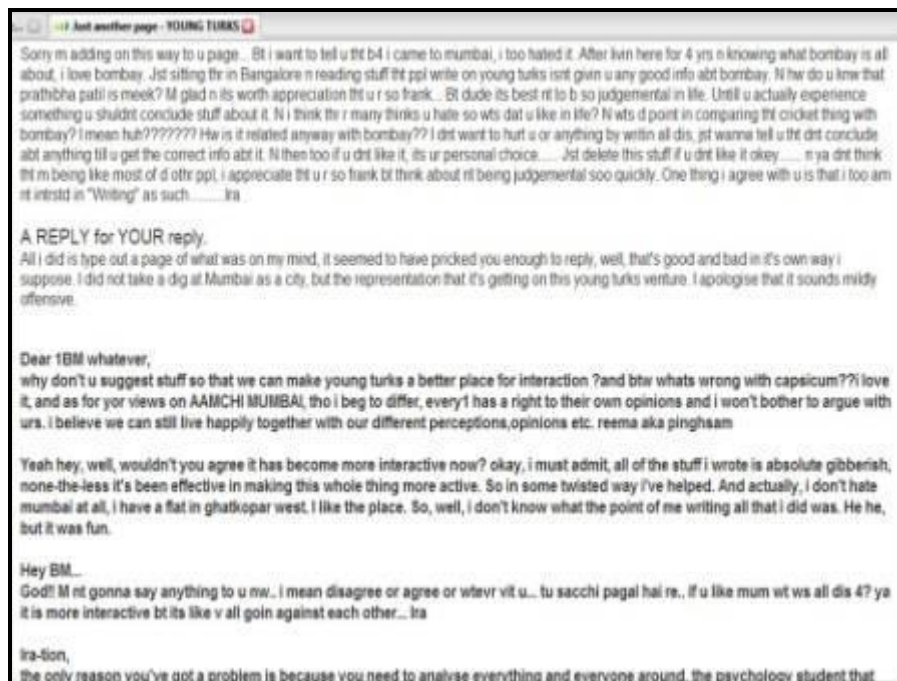 Just another page - YOUNG TURKS
Sorry m adding on this way to u page... Bt i want to tell u tht b4 i came to mumbai, i too hated it. After livin here for 4 yrs n knowing what bombay is all
about, i love bombay. Jst sitting thr in Bangalore n reading stuff tht ppl write on young turks isnt givin u any good info abt bombay. N hw do u knw that
prathibha patil is meek? M glad n its worth appreciation tht u r so frank... Bt dude its best nt to b so judgemental in life. Untill u actually experience
something u shuldnt conclude stuff about it. N i think thr r many thinks u hate so wts dat u like in life? N wts d point in comparing tht cricket thing with
bombay? I mean huh??????? Hw is it related anyway with bombay?? I dnt want to hurt u or anything by writin all dis, jst wanna tell u tht dnt conclude
abt anything till u get the correct info abt it. N then too if u dnt like it, its ur personal choice...... Jst delete this stuff if u dnt like it okey...... n ya dnt think
tht m being like most of d othr ppl, i appreciate tht u r so frank bt think about nt being judgemental soo quickly. One thing i agree with u is that i too am
nt intrstd in "Writing" as such..........Ira
A REPLY for YOUR reply.
All i did is type out a page of what was on my mind, it seemed to have pricked you enough to reply, well, that's good and bad in it's own way i
suppose. I did not take a dig at Mumbai as a city, but the representation that it's getting on this young turks venture. I apologise that it sounds mildly
offensive.
Dear 1BM whatever,
why don't u suggest stuff so that we can make young turks a better place for interaction ?and btw whats wrong with capsicum??i love
it, and as for yor views on AAMCHI MUMBAI, tho i beg to differ, every1 has a right to their own opinions and i won't bother to argue with
urs. i believe we can still live happily together with our different perceptions,opinions etc. reema aka pinghsam
Yeah hey, well, wouldn't you agree it has become more interactive now? okay, i must admit, all of the stuff i wrote is absolute gibberish,
none-the-less it's been effective in making this whole thing more active. So in some twisted way i've helped. And actually, i don't hate
mumbai at all, i have a flat in ghatkopar west. I like the place. So, well, i don't know what the point of me writing all that i did was. He he,
but it was fun.
Hey BM...
God!! M nt gonna say anything to u nw.. i mean disagree or agree or wtevr vit u... tu sacchi pagal hai re.. if u like mum wt ws all dis 4? ya
it is more interactive bt its like v all goin against each other... Ira
Ira-tion,
the only reason you've got a problem is because you need to analyse everything and everyone around, the psychology student that